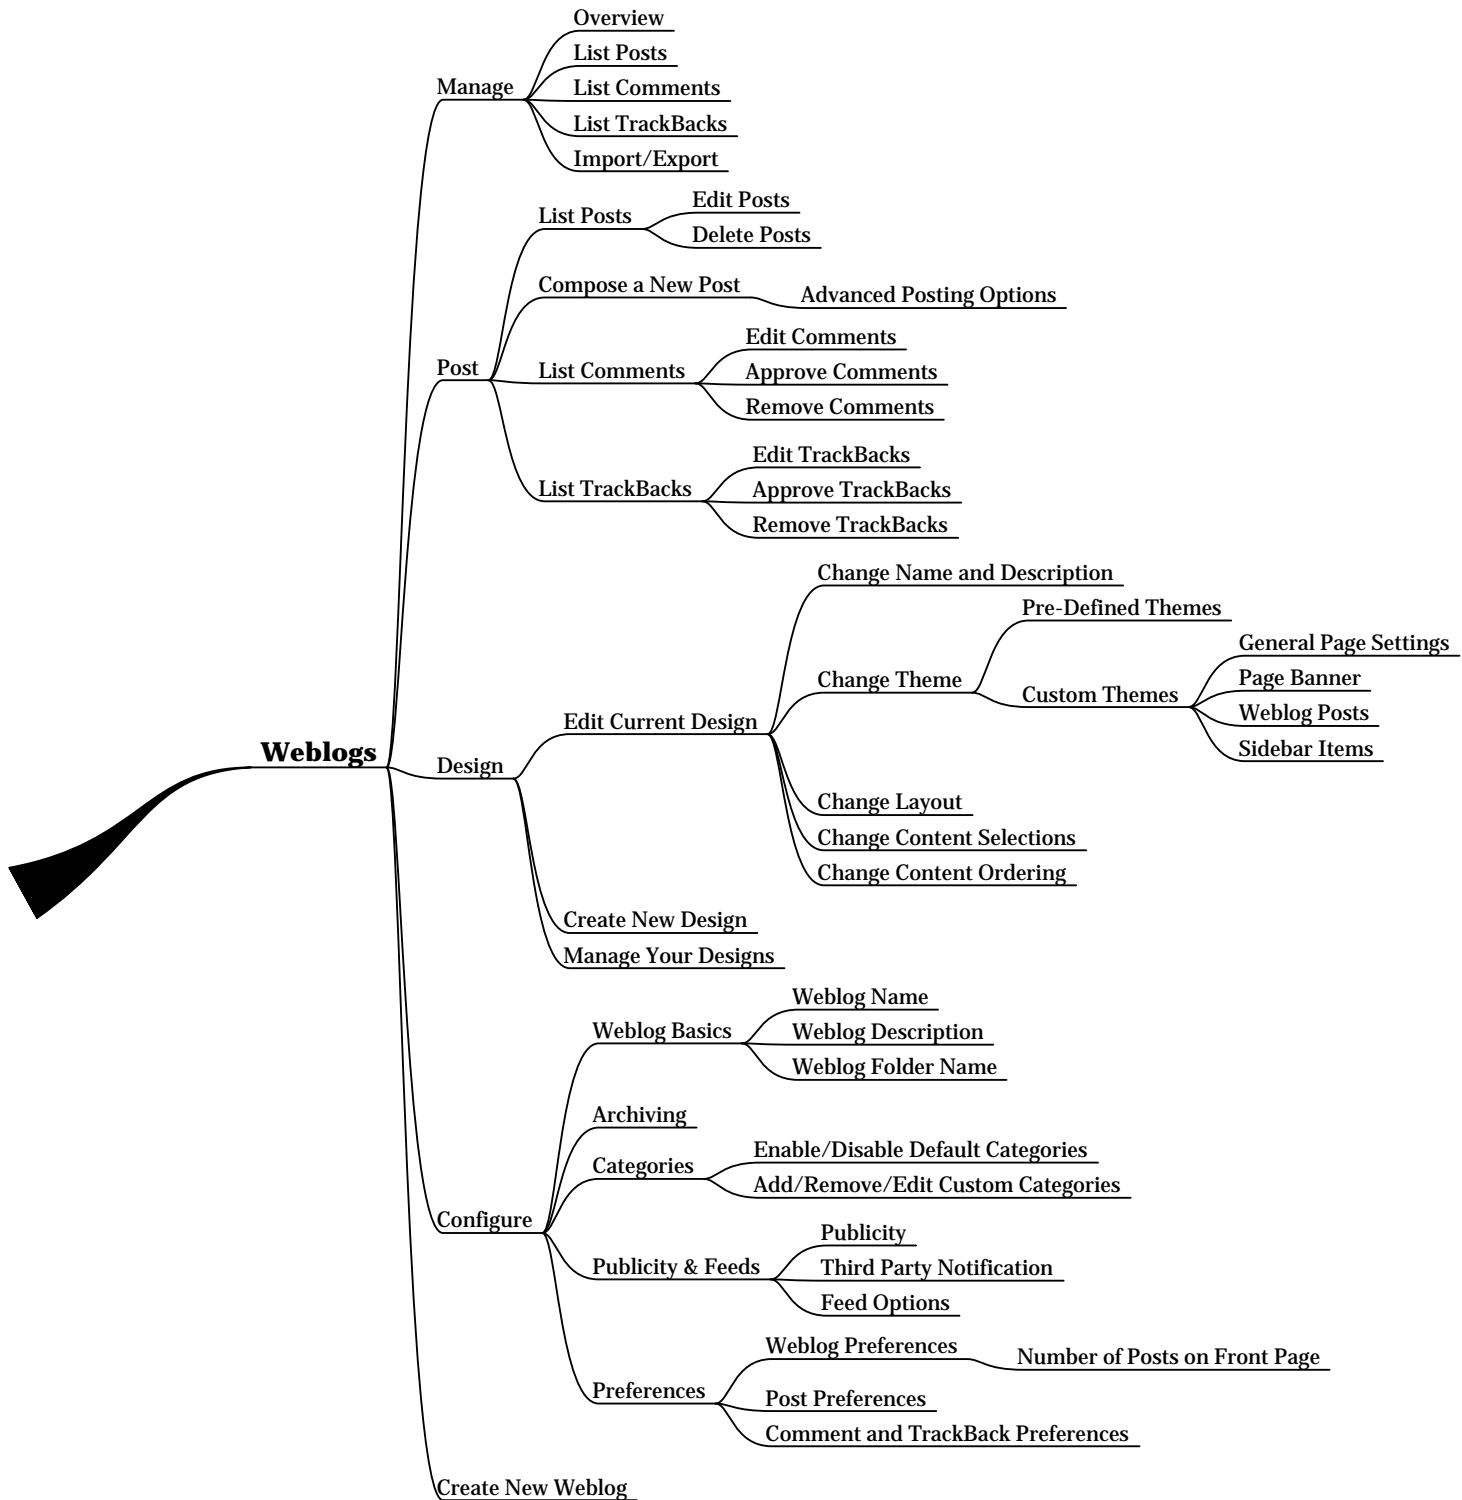 Overview
List Posts
Manage
List Comments
List TrackBacks
Import/Export
Edit Posts
List Posts
Delete Posts
Compose a New Post
Advanced Posting Options
Edit Comments
Post
List Comments
Approve Comments
Remove Comments
Edit TrackBacks
List TrackBacks
Approve TrackBacks
Remove TrackBacks
Change Name and Description
Pre-Defined Themes
General Page Settings
Change Theme
Page Banner
Custom Themes
Weblog Posts
Edit Current Design
Sidebar Items
Weblogs
Design
Change Layout
Change Content Selections
Change Content Ordering
Create New Design
Manage Your Designs
Weblog Name
Weblog Basics
Weblog Description
Weblog Folder Name
Archiving
Enable/Disable Default Categories
Categories
Add/Remove/Edit Custom Categories
Configure
Publicity
Publicity & Feeds
Third Party Notification
Feed Options
Weblog Preferences
Number of Posts on Front Page
Preferences
Post Preferences
Comment and TrackBack Preferences
Create New Weblog